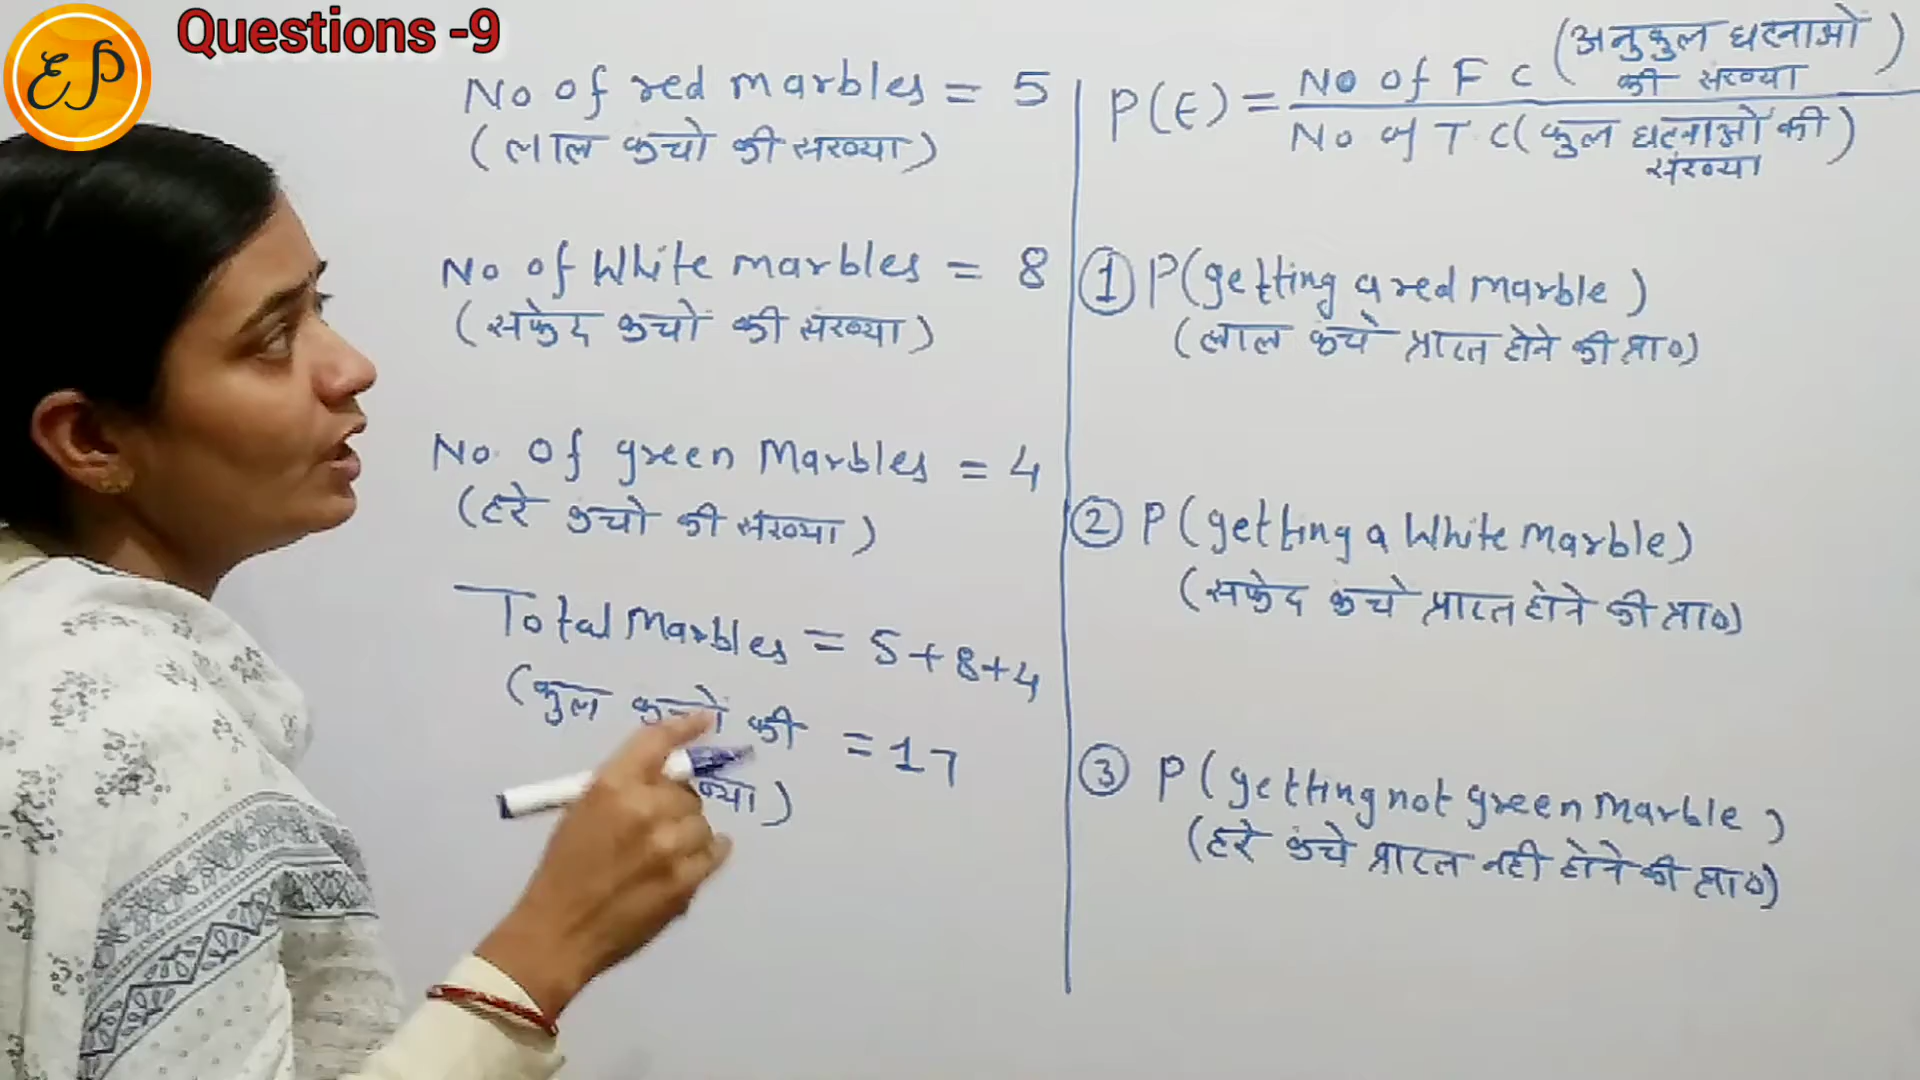 EP
Questions -9
No of red marbles = 5
(लाल कंचो की संख्या)
No of White marbles = 8
(सफेद कंचों की संख्या)
No. of green Marbles = 4
(हरे कंचो की संख्या)
Total Marbles = 5+8+4
(कुल कंचों की = 17
ख्या)
P(E) = No of F C (अनुकुल घटनाओं की संख्या)
No of T C (कुल घटनाओं की संख्या)
① P(getting a red marble)
(लाल कंचे प्राप्त होने की प्रा०)
② P (getting a White Marble)
(सफेद कंचे प्राप्त होने की प्रा०)
③ P (getting not green Marble)
(हरे कंचे प्राप्त नही होने की प्रा०)